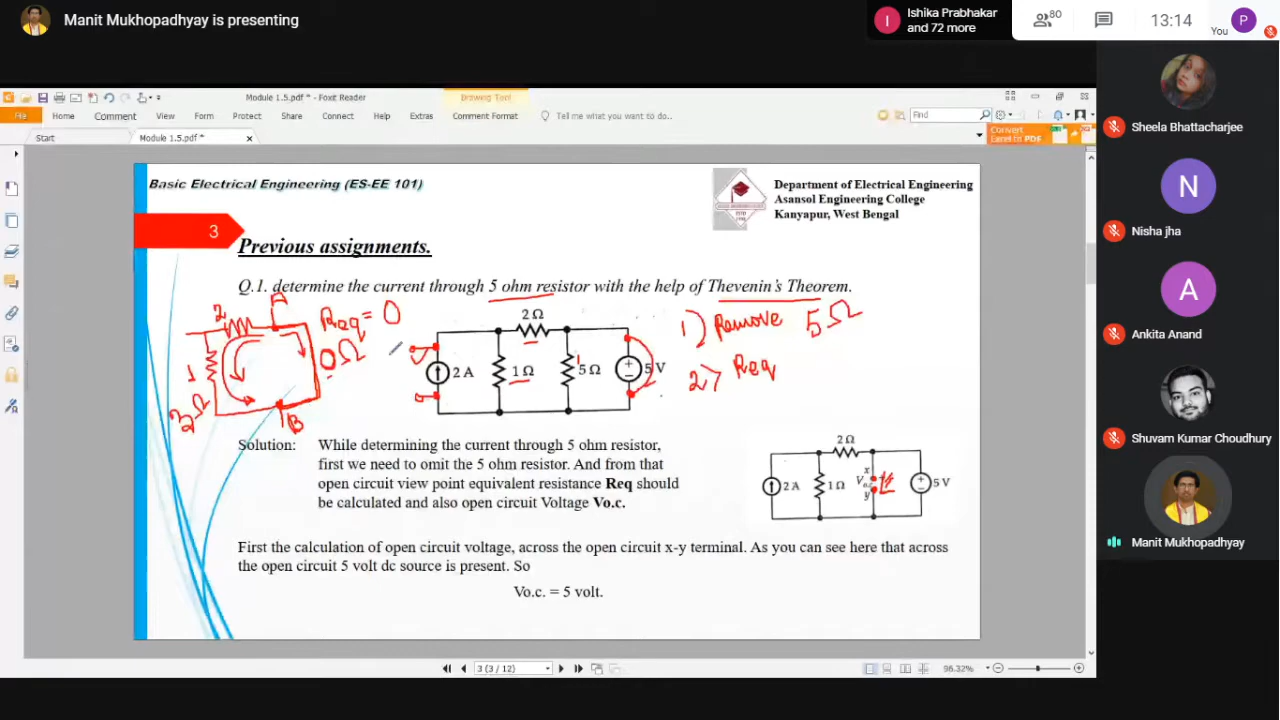 Manit Mukhopadhyay is presenting
Ishika Prabhakar
and 72 more
I
80
13:14
You
P
Module 1.5.pdf * - Foxit Reader
Drawing Tool
File
Home
Comment
View
Form
Protect
Share
Connect
Help
Extras
Comment Format
Tell me what you want to do..
Find
Start
Module 1.5.pdf *
Convert
Excel to PDF
Basic Electrical Engineering (ES-EE 101)
Department of Electrical Engineering
Asansol Engineering College
Kanyapur, West Bengal
3
Previous assignments.
Q.1. determine the current through 5 ohm resistor with the help of Thevenin's Theorem.
2
A
Req = 0
0Ω
1
3Ω
B
2 Ω
2 A
1 Ω
5 Ω
5 V
1) Remove 5Ω
2) Req
Solution:
While determining the current through 5 ohm resistor,
first we need to omit the 5 ohm resistor. And from that
open circuit view point equivalent resistance Req should
be calculated and also open circuit Voltage Vo.c.
2 Ω
2 A
1 Ω
x
Vo.c
y
5 V
First the calculation of open circuit voltage, across the open circuit x-y terminal. As you can see here that across
the open circuit 5 volt dc source is present. So
Vo.c. = 5 volt.
3 (3 / 12)
96.32%
Sheela Bhattacharjee
N
Nisha jha
A
Ankita Anand
Shuvam Kumar Choudhury
Manit Mukhopadhyay